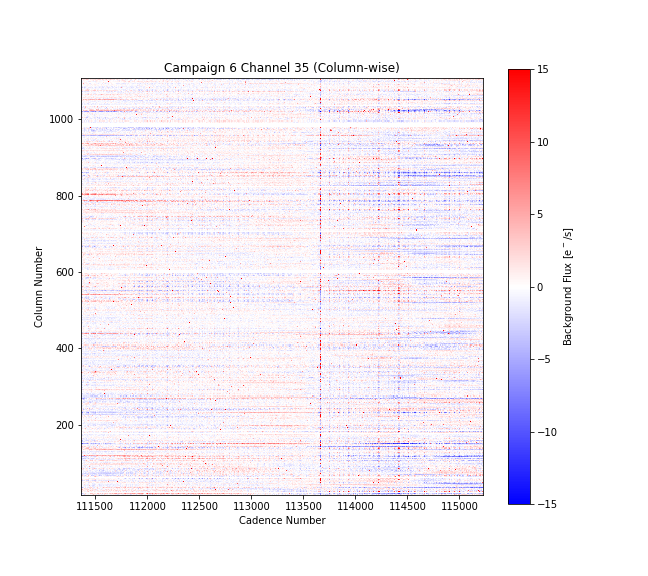 Campaign 6 Channel 35 (Column-wise)
1000
800
600
400
200
Column Number
111500 112000 112500 113000 113500 114000 114500 115000
Cadence Number
15
10
5
0
−5
−10
−15
Background Flux [e⁻/s]